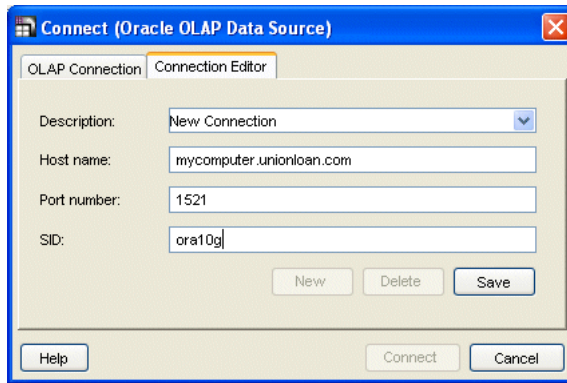 Connect (Oracle OLAP Data Source)
OLAP Connection Connection Editor
Description: New Connection
Host name: mycomputer.unionloan.com
Port number: 1521
SID: ora10g
New Delete Save
Help Connect Cancel